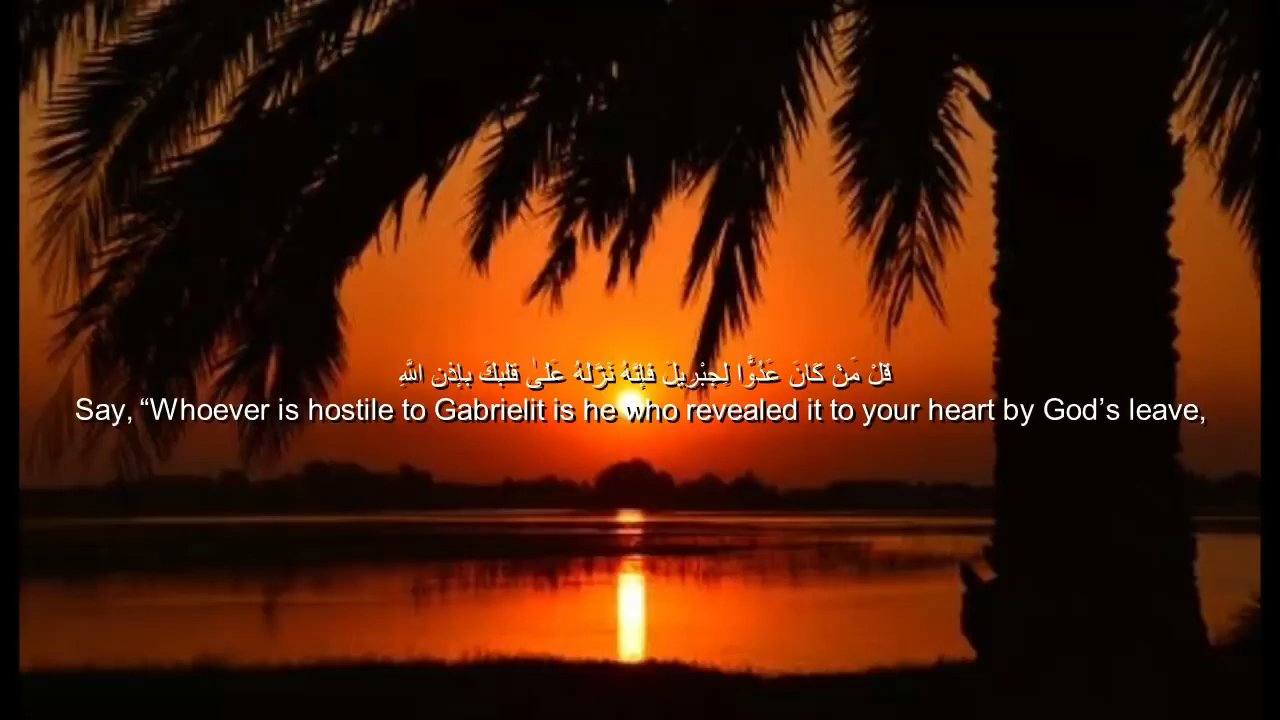 قُلْ مَنْ كَانَ عَدُوًّا لِجِبْرِيلَ فَإِنَّهُ نَزَّلَهُ عَلَىٰ قَلْبِكَ بِإِذْنِ اللَّهِ
Say, “Whoever is hostile to Gabrielit is he who revealed it to your heart by God’s leave,